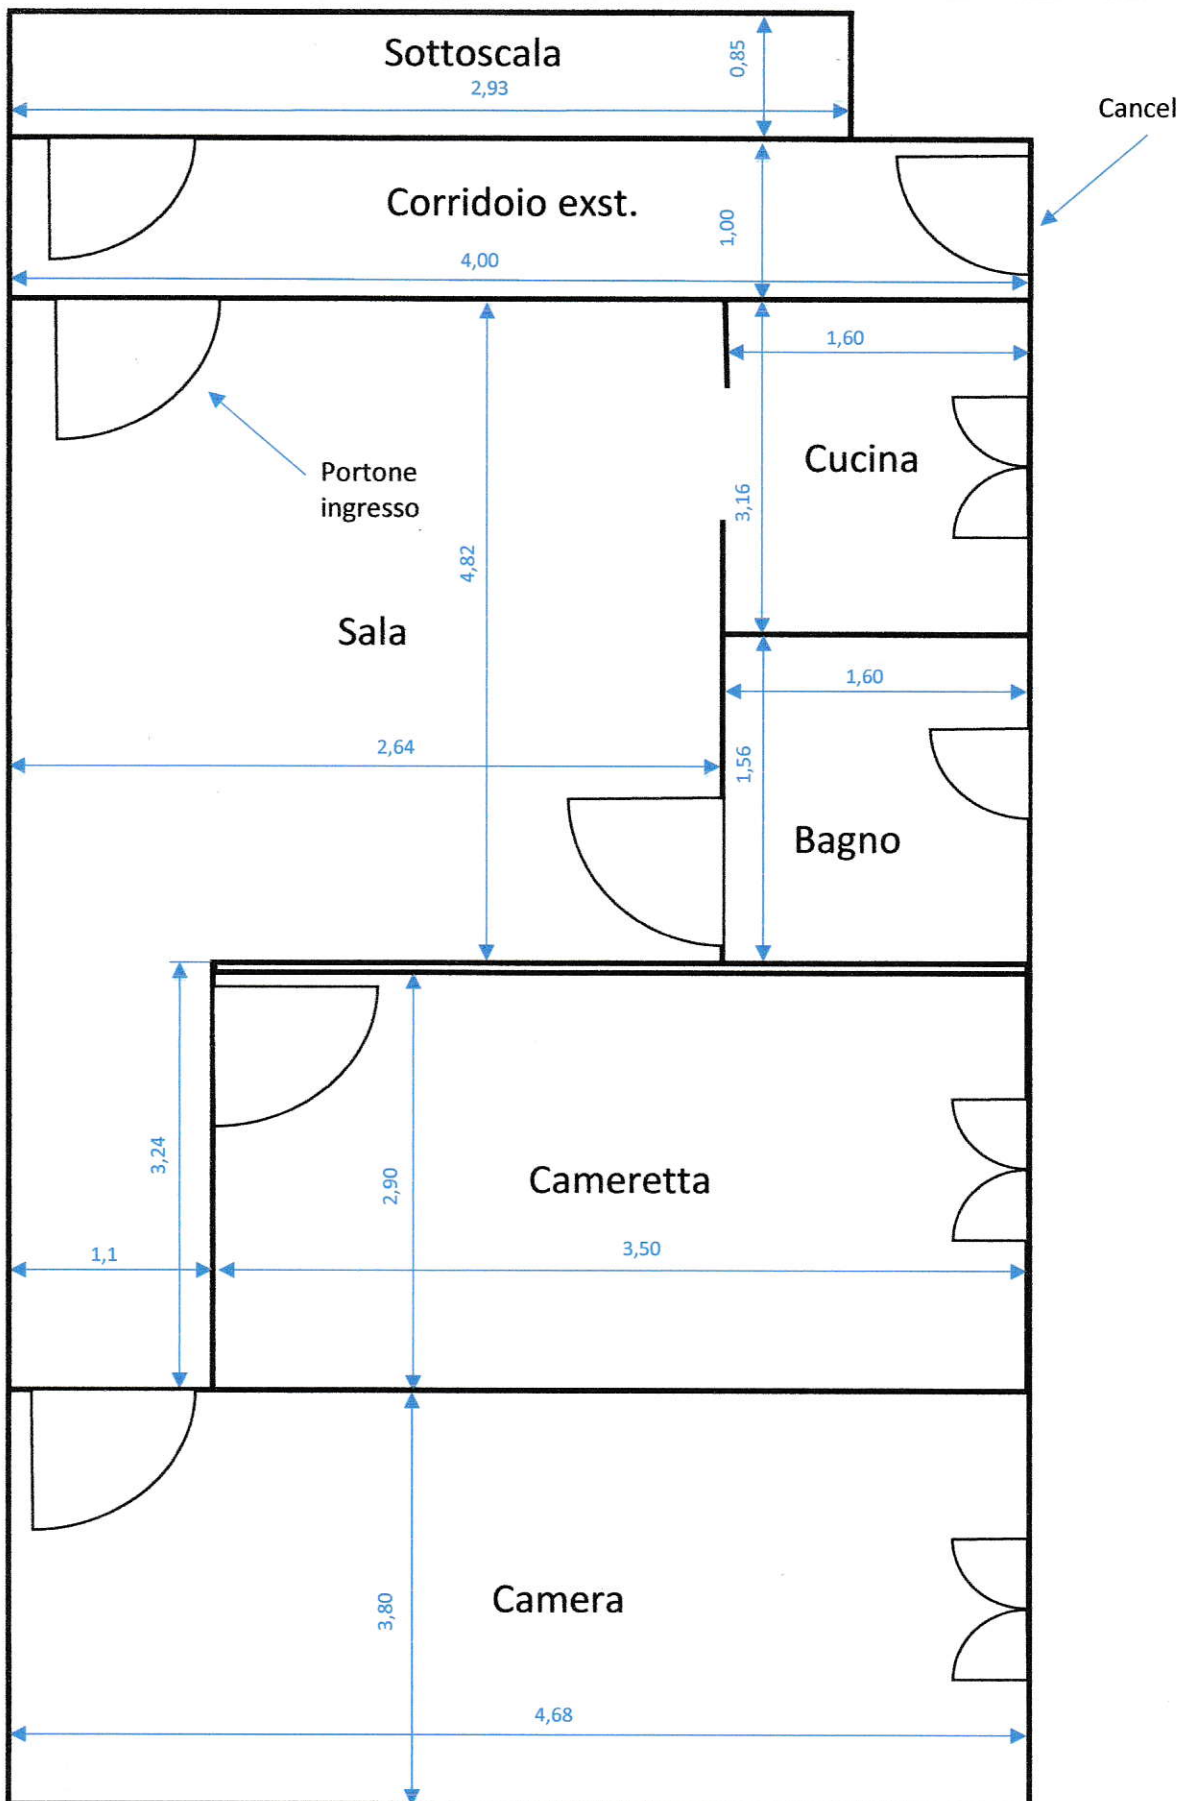 Sottoscala
2,93
0,85
Cancel
Corridoio exst.
1,00
4,00
1,60
Portone
ingresso
Cucina
3,16
4,82
Sala
1,60
2,64
1,56
Bagno
3,24
2,90
Cameretta
1,1
3,50
Camera
3,80
4,68